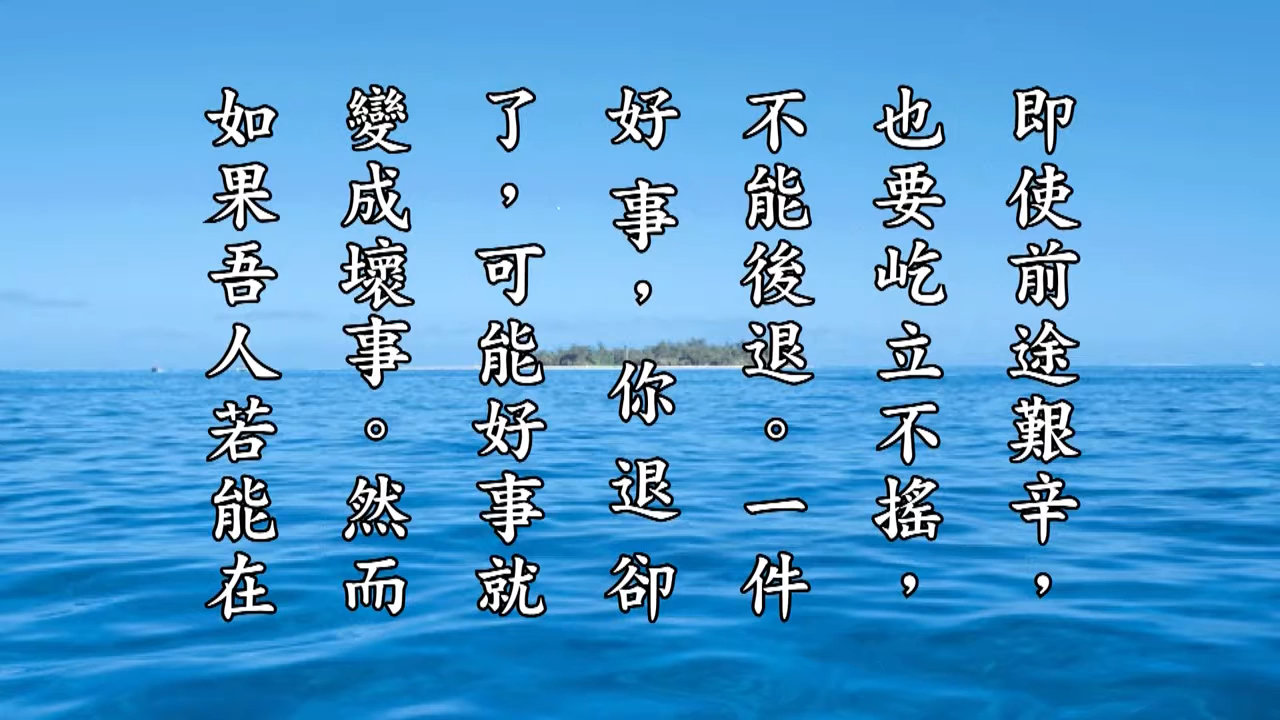 即使前途艱辛，
也要屹立不搖，
不能後退。一件
好事，你退卻
了，可能好事就
變成壞事。然而
如果吾人若能在